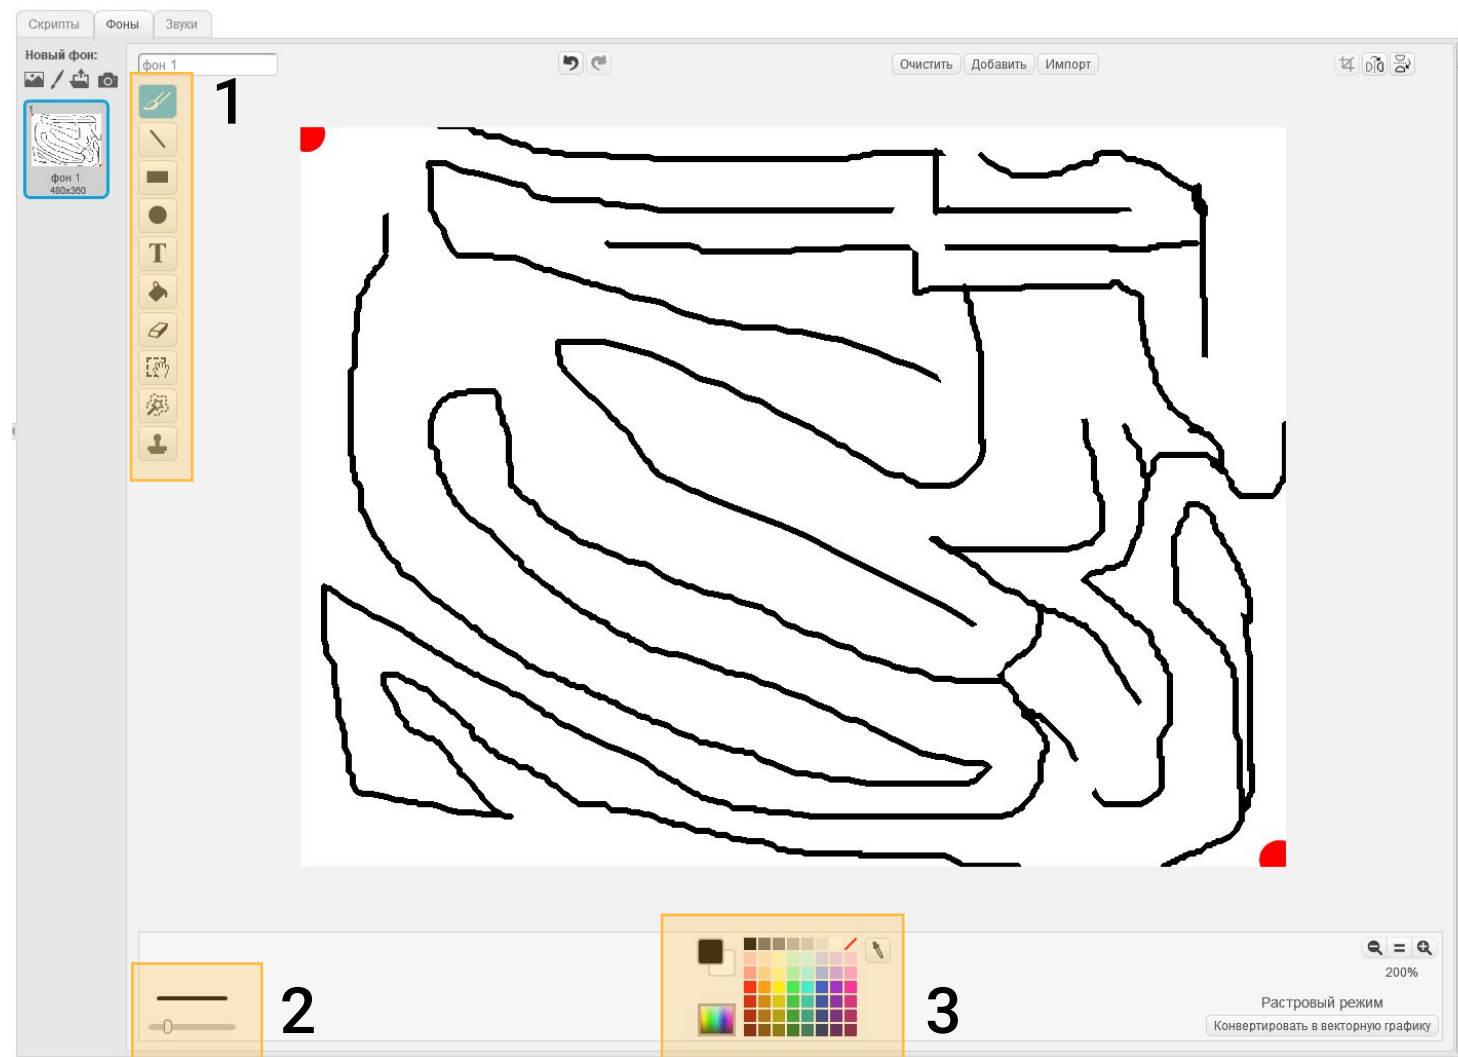 Скрипты Фоны Звуки
Новый фон:
фон 1
Очистить Добавить Импорт
1
1
T
фон 1
480x360
2
3
200%
Растровый режим
Конвертировать в векторную графику